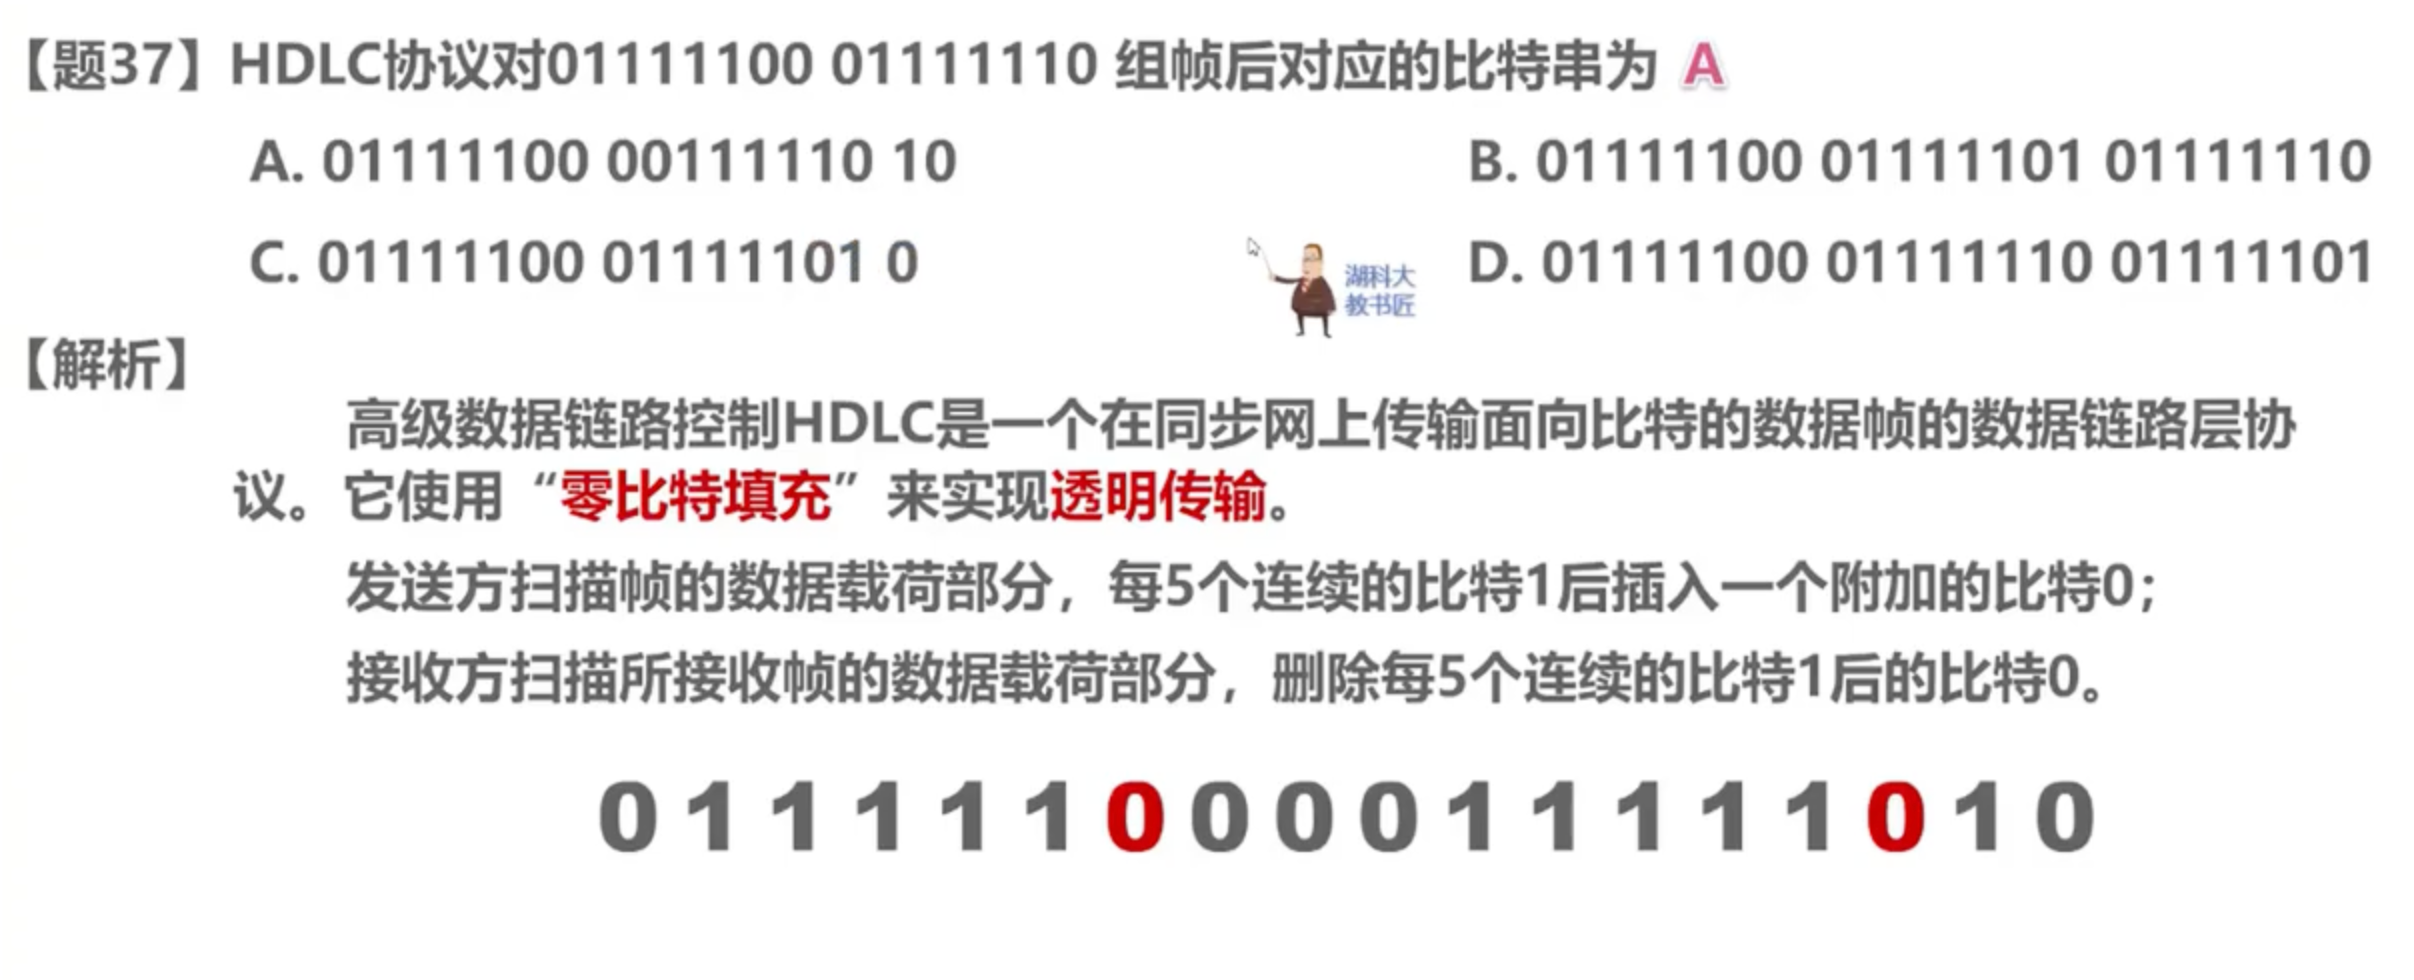 【题37】HDLC协议对01111100 01111110 组帧后对应的比特串为 A
A. 01111100 00111110 10
B. 01111100 01111101 01111110
C. 01111100 01111101 0
D. 01111100 01111110 01111101
湖科大
教书匠
【解析】
高级数据链路控制HDLC是一个在同步网上传输面向比特的数据帧的数据链路层协
议。它使用“零比特填充”来实现透明传输。
发送方扫描帧的数据载荷部分，每5个连续的比特1后插入一个附加的比特0；
接收方扫描所接收帧的数据载荷部分，删除每5个连续的比特1后的比特0。
0 1 1 1 1 1 0 0 0 0 1 1 1 1 1 0 1 0